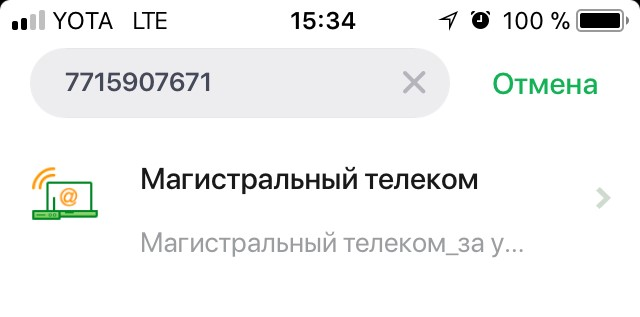 YOTA LTE 15:34 100 %
7715907671 Отмена
Магистральный телеком
Магистральный телеком_за у...